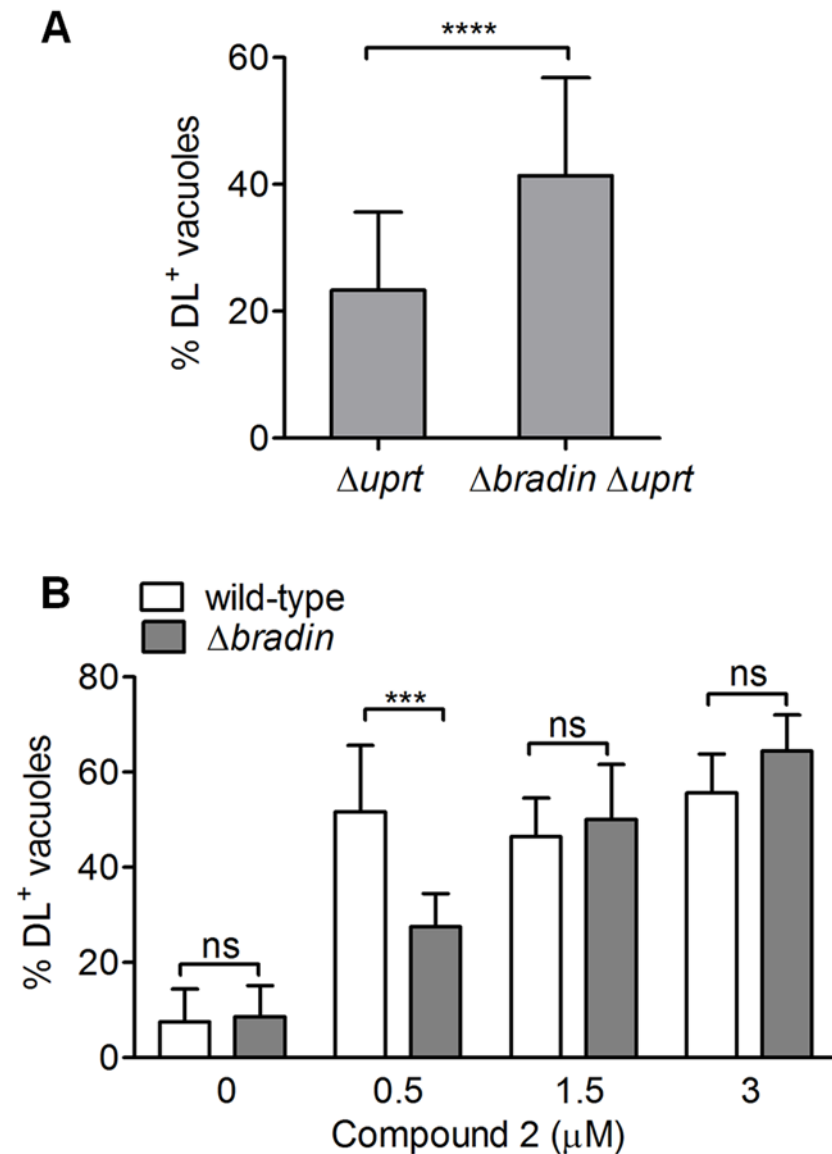 A
****
60
40
20
0
% DL⁺ vacuoles
Δuprt Δbradin Δuprt
B
wild-type
Δbradin
80
60
40
20
0
% DL⁺ vacuoles
ns
***
ns
ns
0 0.5 1.5 3
Compound 2 (μM)